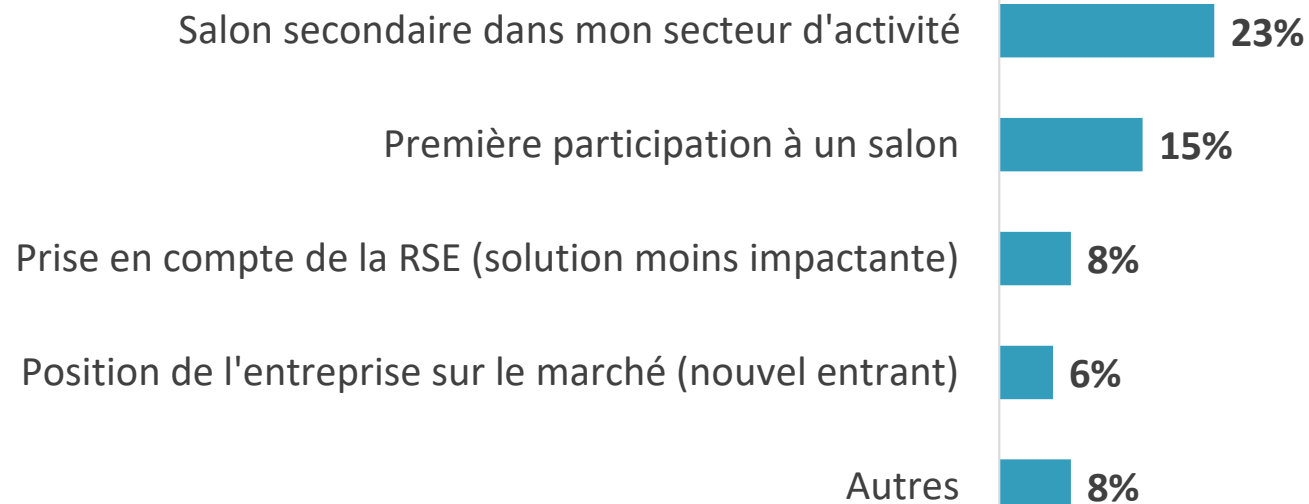 Salon secondaire dans mon secteur d'activité 23%
Première participation à un salon 15%
Prise en compte de la RSE (solution moins impactante) 8%
Position de l'entreprise sur le marché (nouvel entrant) 6%
Autres 8%